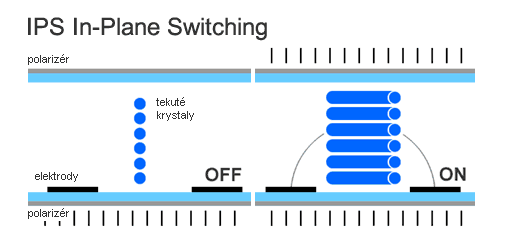 IPS In-Plane Switching
polarizér
tekuté
krystaly
elektrody
OFF
ON
polarizér